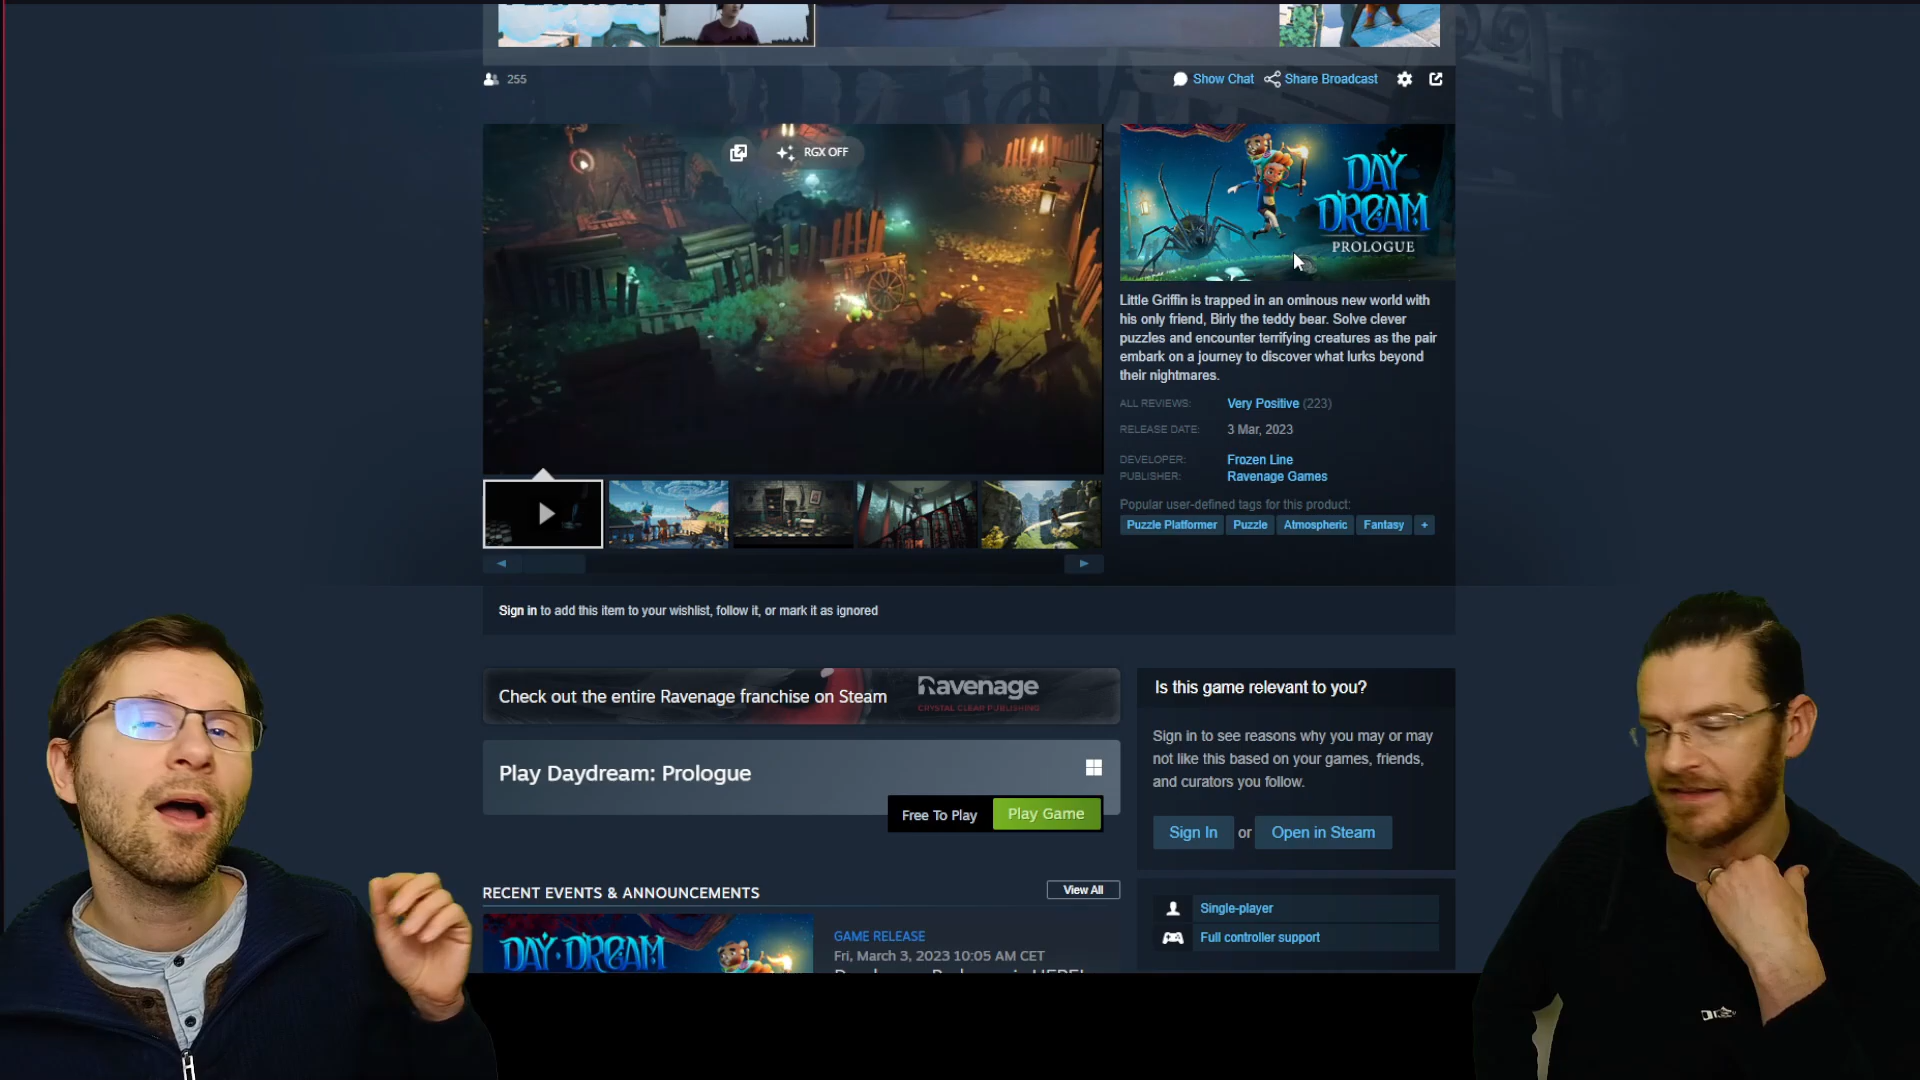 255
Show Chat
Share Broadcast
RGX OFF
DAY
DREAM
PROLOGUE
Little Griffin is trapped in an ominous new world with
his only friend, Birly the teddy bear. Solve clever
puzzles and encounter terrifying creatures as the pair
embark on a journey to discover what lurks beyond
their nightmares.
ALL REVIEWS: Very Positive (223)
RELEASE DATE: 3 Mar, 2023
DEVELOPER: Frozen Line
PUBLISHER: Ravenage Games
Popular user-defined tags for this product:
Puzzle Platformer Puzzle Atmospheric Fantasy +
Sign in to add this item to your wishlist, follow it, or mark it as ignored
Check out the entire Ravenage franchise on Steam
Ravenage
CRYSTAL CLEAR PUBLISHING
Play Daydream: Prologue
Free To Play
Play Game
Is this game relevant to you?
Sign in to see reasons why you may or may
not like this based on your games, friends,
and curators you follow.
Sign In or Open in Steam
RECENT EVENTS & ANNOUNCEMENTS
View All
Single-player
Full controller support
DAY·DREAM
GAME RELEASE
Fri, March 3, 2023 10:05 AM CET